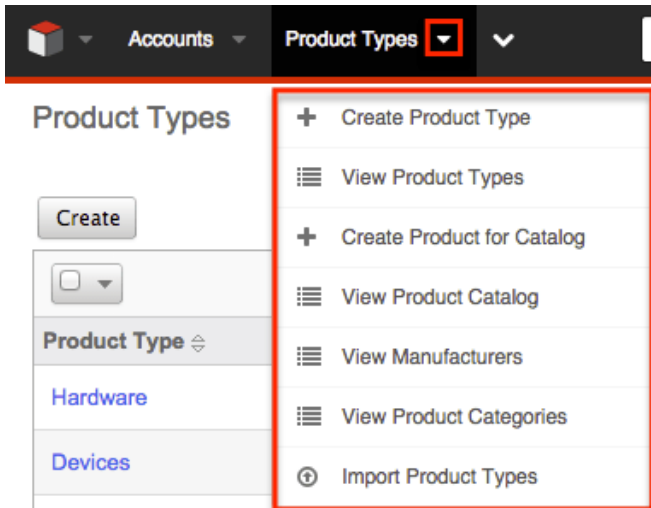 Accounts
Product Types
Product Types
Create
Product Type
Hardware
Devices
Create Product Type
View Product Types
Create Product for Catalog
View Product Catalog
View Manufacturers
View Product Categories
Import Product Types